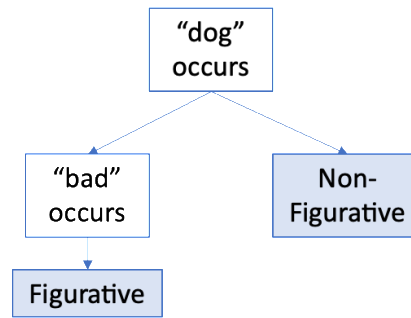 “dog”
occurs
“bad”
occurs
Non-
Figurative
Figurative